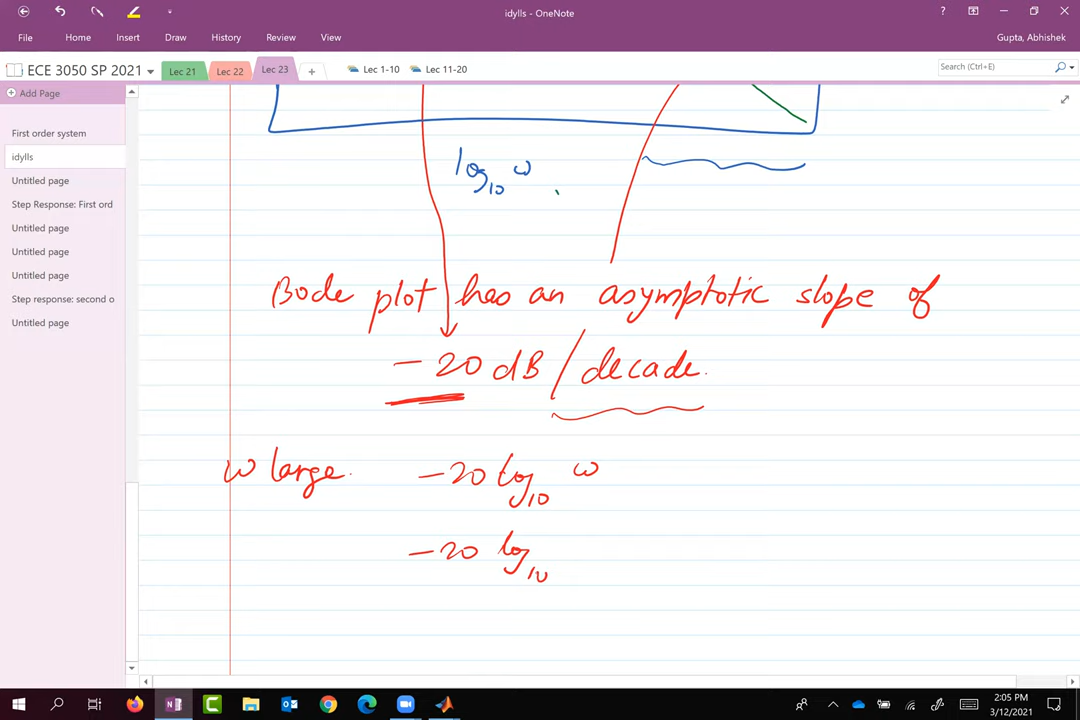 idylls - OneNote
File Home Insert Draw History Review View
Gupta, Abhishek
ECE 3050 SP 2021 Lec 21 Lec 22 Lec 23 Lec 1-10 Lec 11-20
Search (Ctrl+E)
Add Page
First order system
idylls
Untitled page
Step Response: First ord
Untitled page
Untitled page
Untitled page
Step response: second o
Untitled page
log10 ω
Bode plot has an asymptotic slope of
-20 dB / decade.
ω large. -20 log10 ω
-20 log10
2:05 PM
3/12/2021